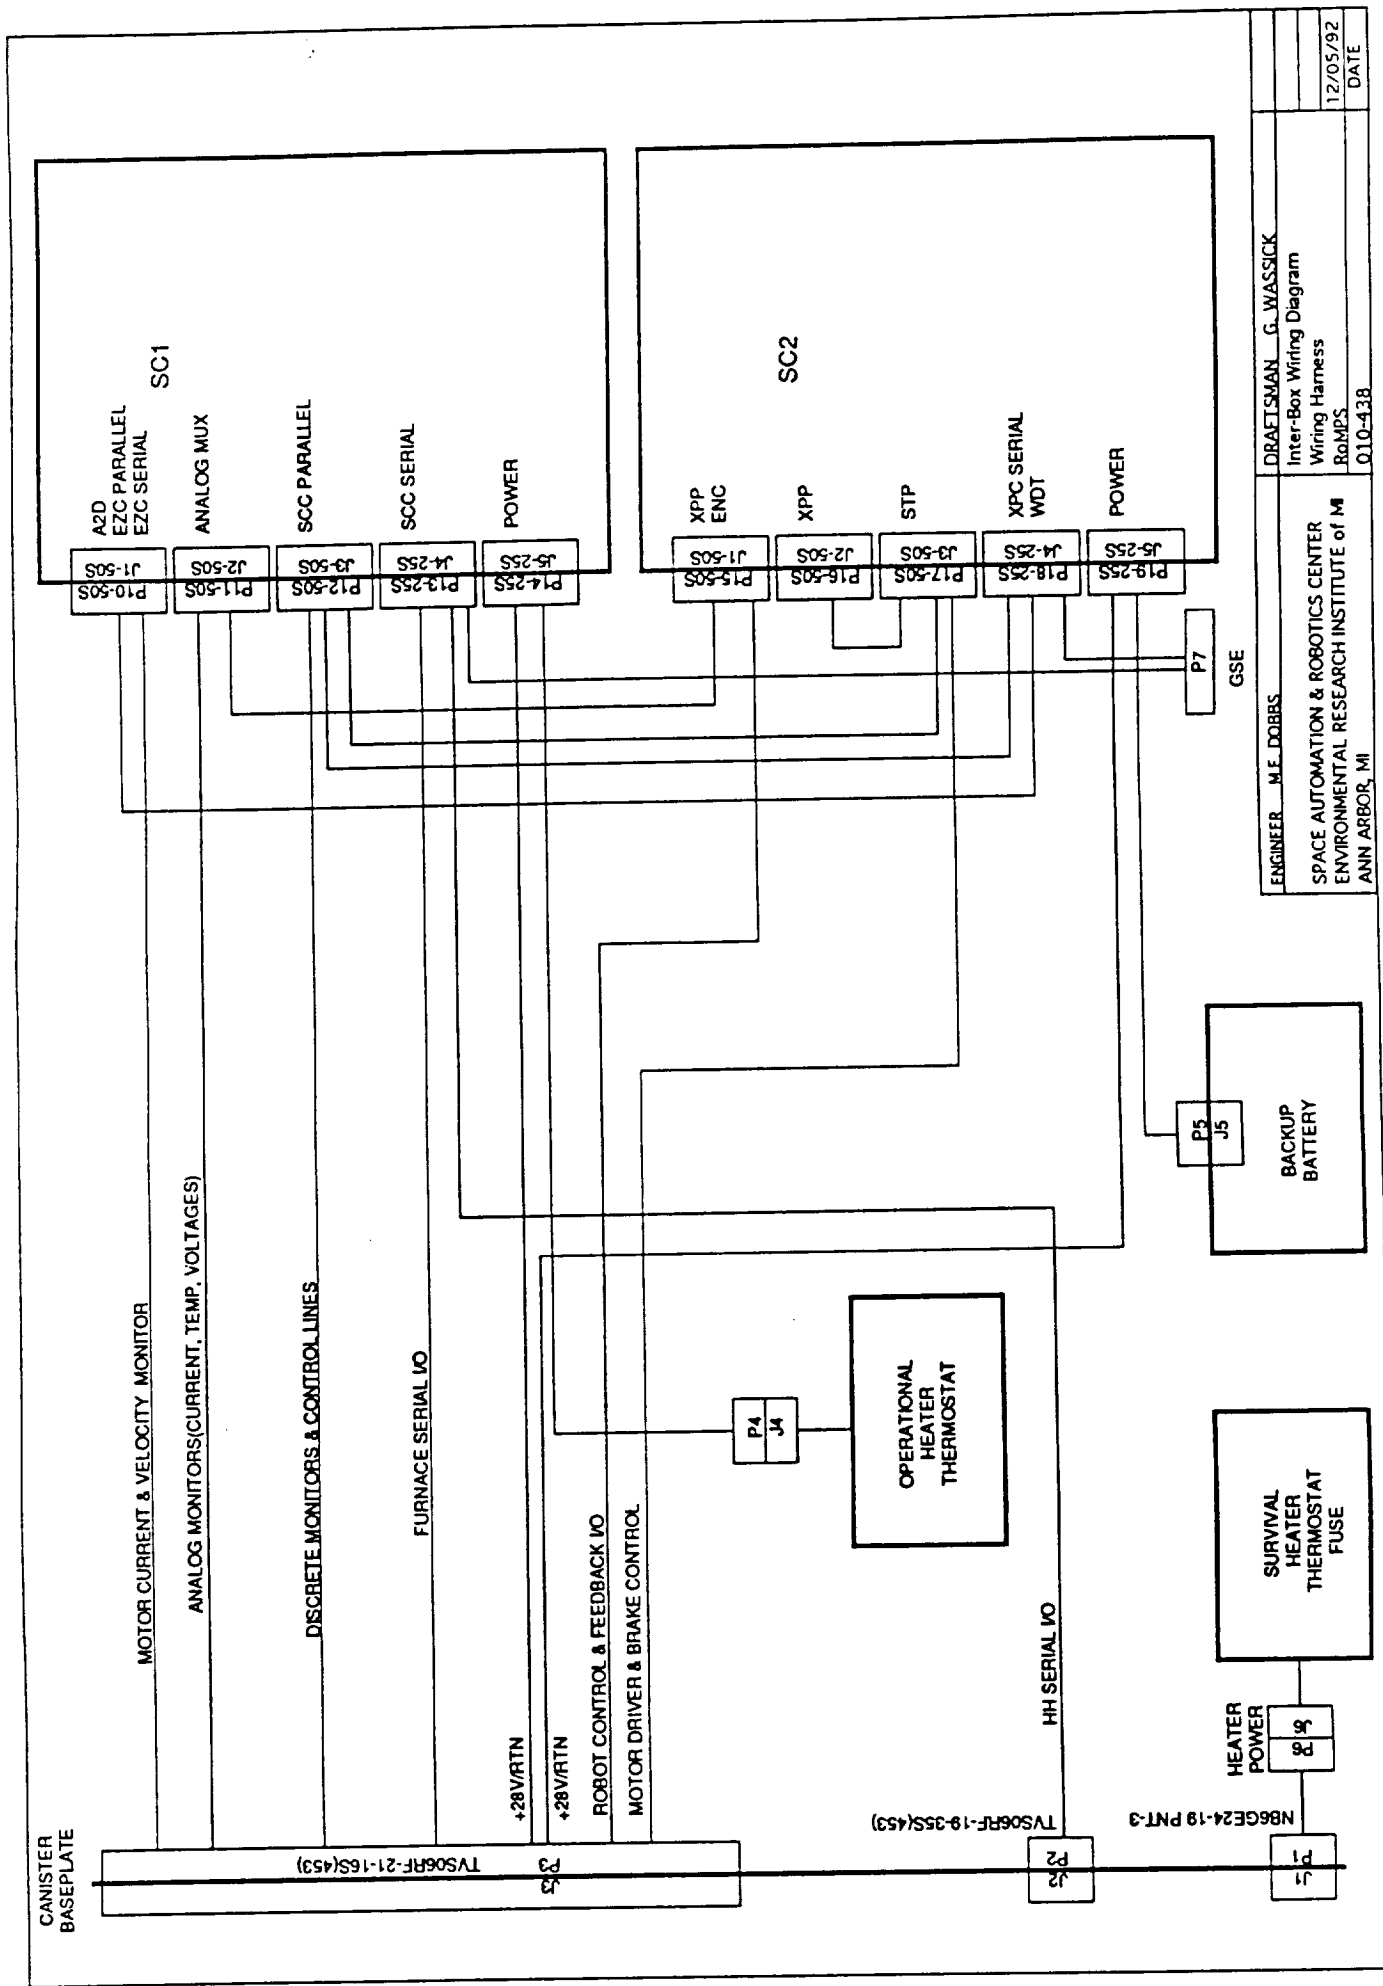 CANISTER
BASEPLATE
J3
P3
TVS06RF-21-16S(453)
J2
P2
TVS06RF-19-35S(453)
J1
P1
NB6GE24-19 PNT-3
HEATER
POWER
P6
J6
SURVIVAL
HEATER
THERMOSTAT
FUSE
MOTOR CURRENT & VELOCITY MONITOR
ANALOG MONITORS(CURRENT, TEMP, VOLTAGES)
DISCRETE MONITORS & CONTROL LINES
FURNACE SERIAL I/O
+28V/RTN
+28V/RTN
ROBOT CONTROL & FEEDBACK I/O
MOTOR DRIVER & BRAKE CONTROL
HH SERIAL I/O
P4
J4
OPERATIONAL
HEATER
THERMOSTAT
P5
J5
BACKUP
BATTERY
P10-50S
J1-50S
A2D
EZC PARALLEL
EZC SERIAL
P11-50S
J2-50S
ANALOG MUX
P12-50S
J3-50S
SCC PARALLEL
P13-25S
J4-25S
SCC SERIAL
P14-25S
J5-25S
POWER
SC1
P15-50S
J1-50S
XPP
ENC
P16-50S
J2-50S
XPP
P17-50S
J3-50S
STP
P18-25S
J4-25S
XPC SERIAL
WDT
P19-25S
J5-25S
POWER
SC2
P7
GSE
ENGINEER M.E. DOBBS
SPACE AUTOMATION & ROBOTICS CENTER
ENVIRONMENTAL RESEARCH INSTITUTE of MI
ANN ARBOR, MI
DRAFTSMAN G. WASSICK
Inter-Box Wiring Diagram
Wiring Harness
RoMPS
010-438
12/05/92
DATE